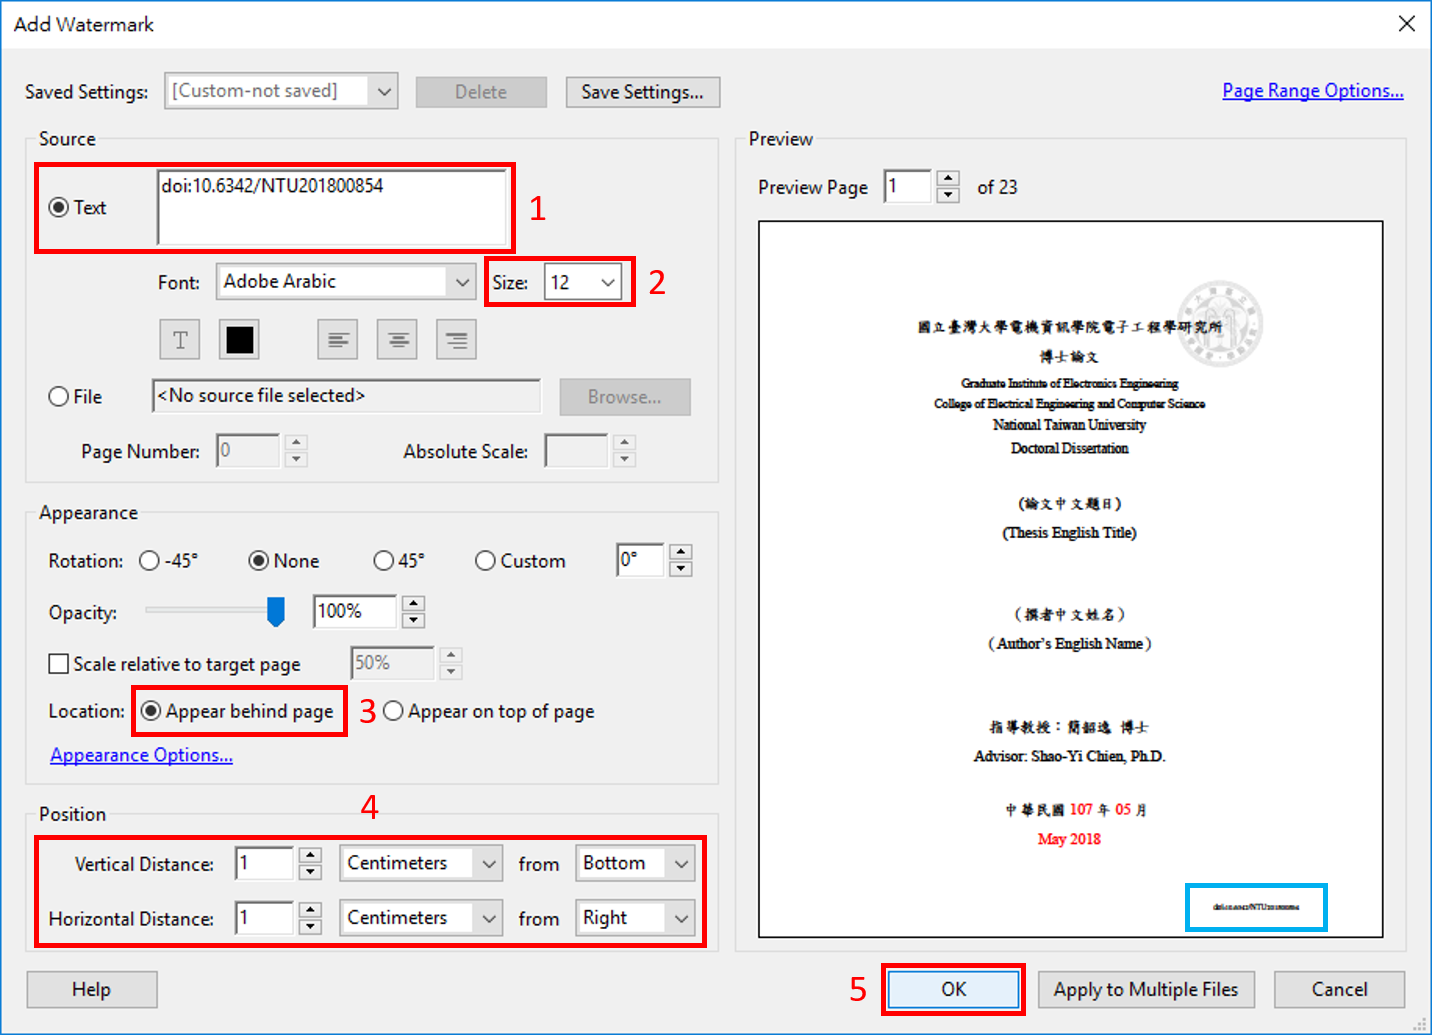 Add Watermark
Saved Settings: [Custom-not saved] Delete Save Settings... Page Range Options...
Source
Text doi:10.6342/NTU201800854 1
Font: Adobe Arabic Size: 12 2
T
File <No source file selected> Browse...
Page Number: 0 Absolute Scale:
Appearance
Rotation: -45° None 45° Custom 0°
Opacity: 100%
Scale relative to target page 50%
Location: Appear behind page 3 Appear on top of page
Appearance Options...
Position 4
Vertical Distance: 1 Centimeters from Bottom
Horizontal Distance: 1 Centimeters from Right
Preview
Preview Page 1 of 23
國立臺灣大學電機資訊學院電子工程學研究所
博士論文
Graduate Institute of Electronics Engineering
College of Electrical Engineering and Computer Science
National Taiwan University
Doctoral Dissertation
(論文中文題目)
(Thesis English Title)
(撰者中文姓名)
(Author's English Name)
指導教授：簡韶逸 博士
Advisor: Shao-Yi Chien, Ph.D.
中華民國 107 年 05 月
May 2018
doi:10.6342/NTU201800854
Help 5 OK Apply to Multiple Files Cancel